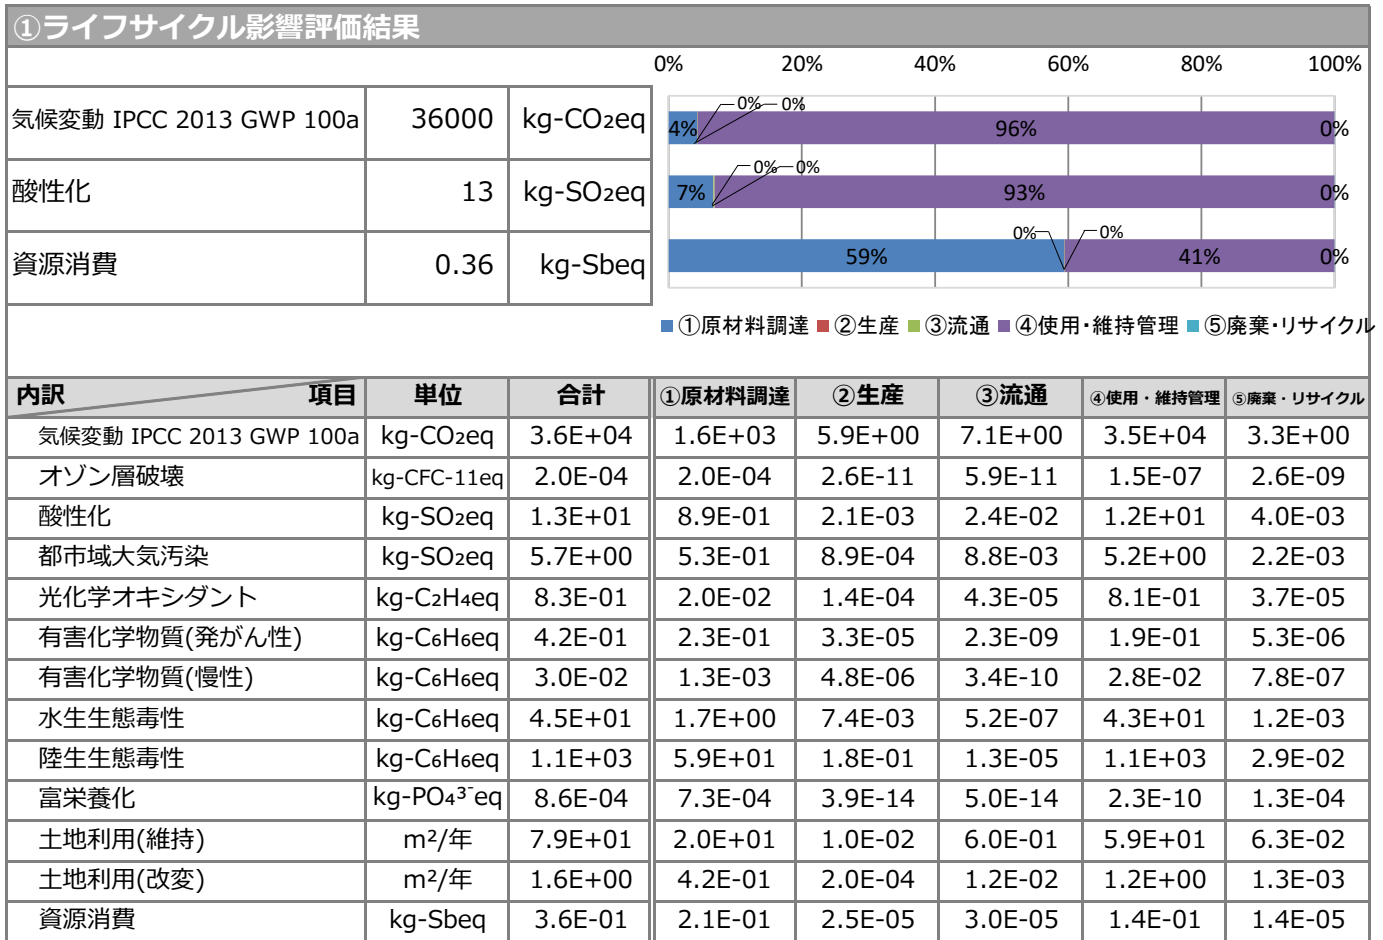 ①ライフサイクル影響評価結果
0% 20% 40% 60% 80% 100%
気候変動 IPCC 2013 GWP 100a 36000 kg-CO₂eq
4% 0% 0% 96% 0%
酸性化 13 kg-SO₂eq
7% 0% 0% 93% 0%
資源消費 0.36 kg-Sbeq
59% 0% 0% 41% 0%
①原材料調達 ②生産 ③流通 ④使用・維持管理 ⑤廃棄・リサイクル
内訳 項目 単位 合計 ①原材料調達 ②生産 ③流通 ④使用・維持管理 ⑤廃棄・リサイクル
気候変動 IPCC 2013 GWP 100a kg-CO₂eq 3.6E+04 1.6E+03 5.9E+00 7.1E+00 3.5E+04 3.3E+00
オゾン層破壊 kg-CFC-11eq 2.0E-04 2.0E-04 2.6E-11 5.9E-11 1.5E-07 2.6E-09
酸性化 kg-SO₂eq 1.3E+01 8.9E-01 2.1E-03 2.4E-02 1.2E+01 4.0E-03
都市域大気汚染 kg-SO₂eq 5.7E+00 5.3E-01 8.9E-04 8.8E-03 5.2E+00 2.2E-03
光化学オキシダント kg-C₂H₄eq 8.3E-01 2.0E-02 1.4E-04 4.3E-05 8.1E-01 3.7E-05
有害化学物質(発がん性) kg-C₆H₆eq 4.2E-01 2.3E-01 3.3E-05 2.3E-09 1.9E-01 5.3E-06
有害化学物質(慢性) kg-C₆H₆eq 3.0E-02 1.3E-03 4.8E-06 3.4E-10 2.8E-02 7.8E-07
水生生態毒性 kg-C₆H₆eq 4.5E+01 1.7E+00 7.4E-03 5.2E-07 4.3E+01 1.2E-03
陸生生態毒性 kg-C₆H₆eq 1.1E+03 5.9E+01 1.8E-01 1.3E-05 1.1E+03 2.9E-02
富栄養化 kg-PO₄³⁻eq 8.6E-04 7.3E-04 3.9E-14 5.0E-14 2.3E-10 1.3E-04
土地利用(維持) m²/年 7.9E+01 2.0E+01 1.0E-02 6.0E-01 5.9E+01 6.3E-02
土地利用(改変) m²/年 1.6E+00 4.2E-01 2.0E-04 1.2E-02 1.2E+00 1.3E-03
資源消費 kg-Sbeq 3.6E-01 2.1E-01 2.5E-05 3.0E-05 1.4E-01 1.4E-05